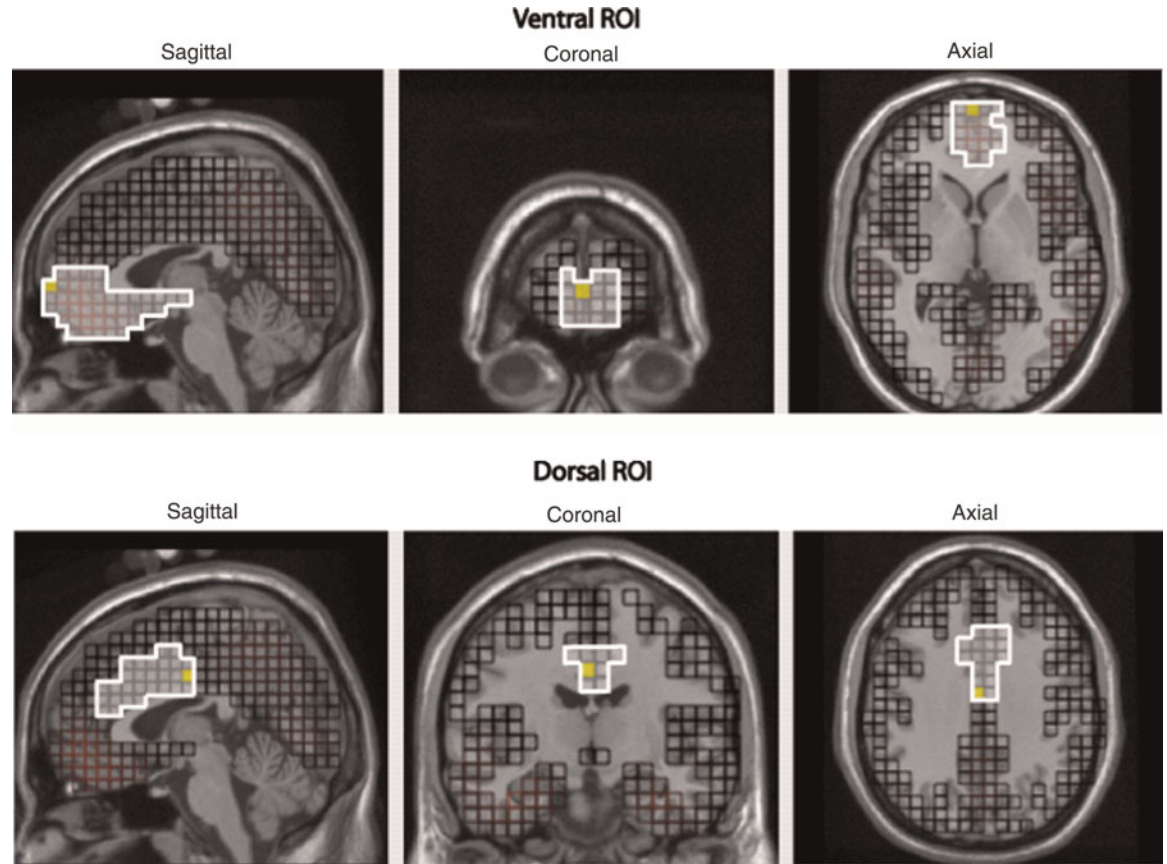 Ventral ROI
Sagittal
Coronal
Axial
Dorsal ROI
Sagittal
Coronal
Axial